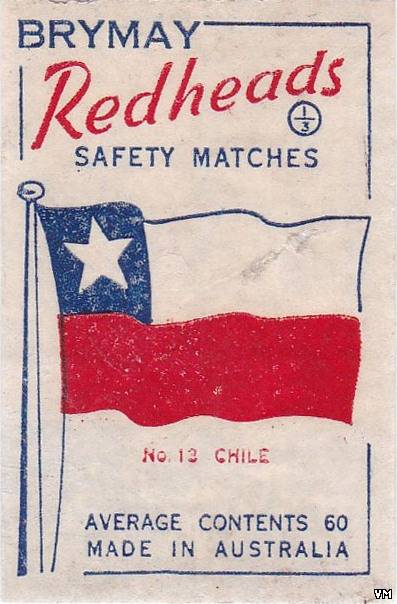 BRYMAY
Redheads
1/3
SAFETY MATCHES
No. 13 CHILE
AVERAGE CONTENTS 60
MADE IN AUSTRALIA
VM